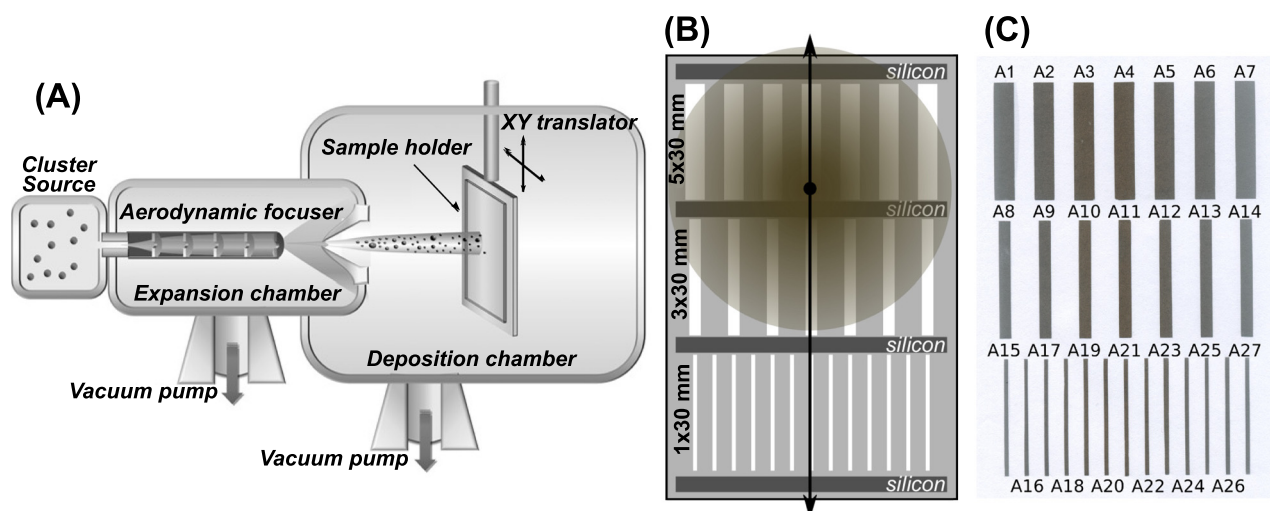 (A)
Cluster
Source
Aerodynamic focuser
Expansion chamber
Vacuum pump
Sample holder
XY translator
Deposition chamber
Vacuum pump
(B)
silicon
5x30 mm
silicon
3x30 mm
silicon
1x30 mm
silicon
(C)
A1 A2 A3 A4 A5 A6 A7
A8 A9 A10 A11 A12 A13 A14
A15 A17 A19 A21 A23 A25 A27
A16 A18 A20 A22 A24 A26